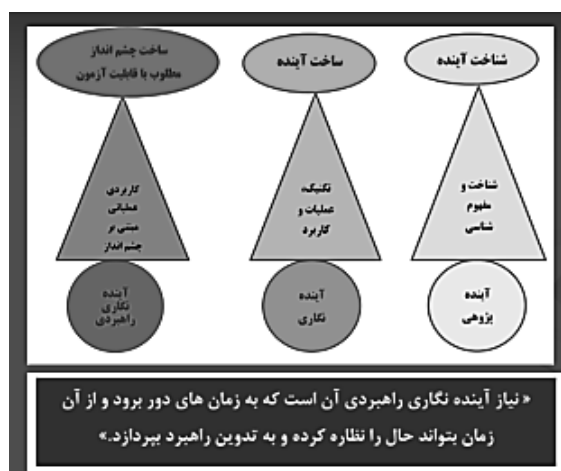 شناخت آینده
ساخت آینده
ساخت چشم انداز
مطلوب با قابلیت آزمون
شناخت و
مفهوم
شناسی
تکنیک،
عملیات و
کاربرد
کاربردی
عملیاتی
مبتنی بر
چشم انداز
آینده
پژوهی
آینده
نگاری
آینده
نگاری
راهبردی
« نیاز آینده نگاری راهبردی آن است که به زمان های دور برود و از آن
زمان بتواند حال را نظاره کرده و به تدوین راهبرد بپردازد.»